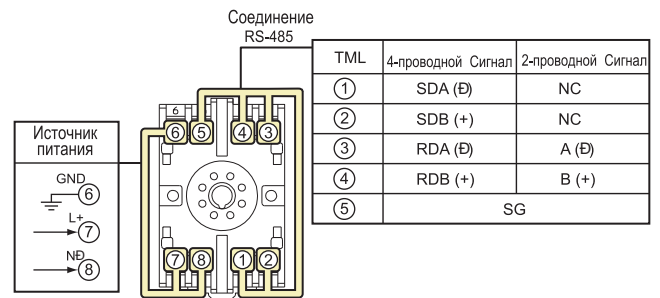 Соединение
RS-485
TML 4-проводной Сигнал 2-проводной Сигнал
1 SDA (Ð) NC
2 SDB (+) NC
3 RDA (Ð) A (Ð)
4 RDB (+) B (+)
5 SG
Источник
питания
GND
6
L+
7
NÐ
8
6
6 5 4 3
7 8 1 2